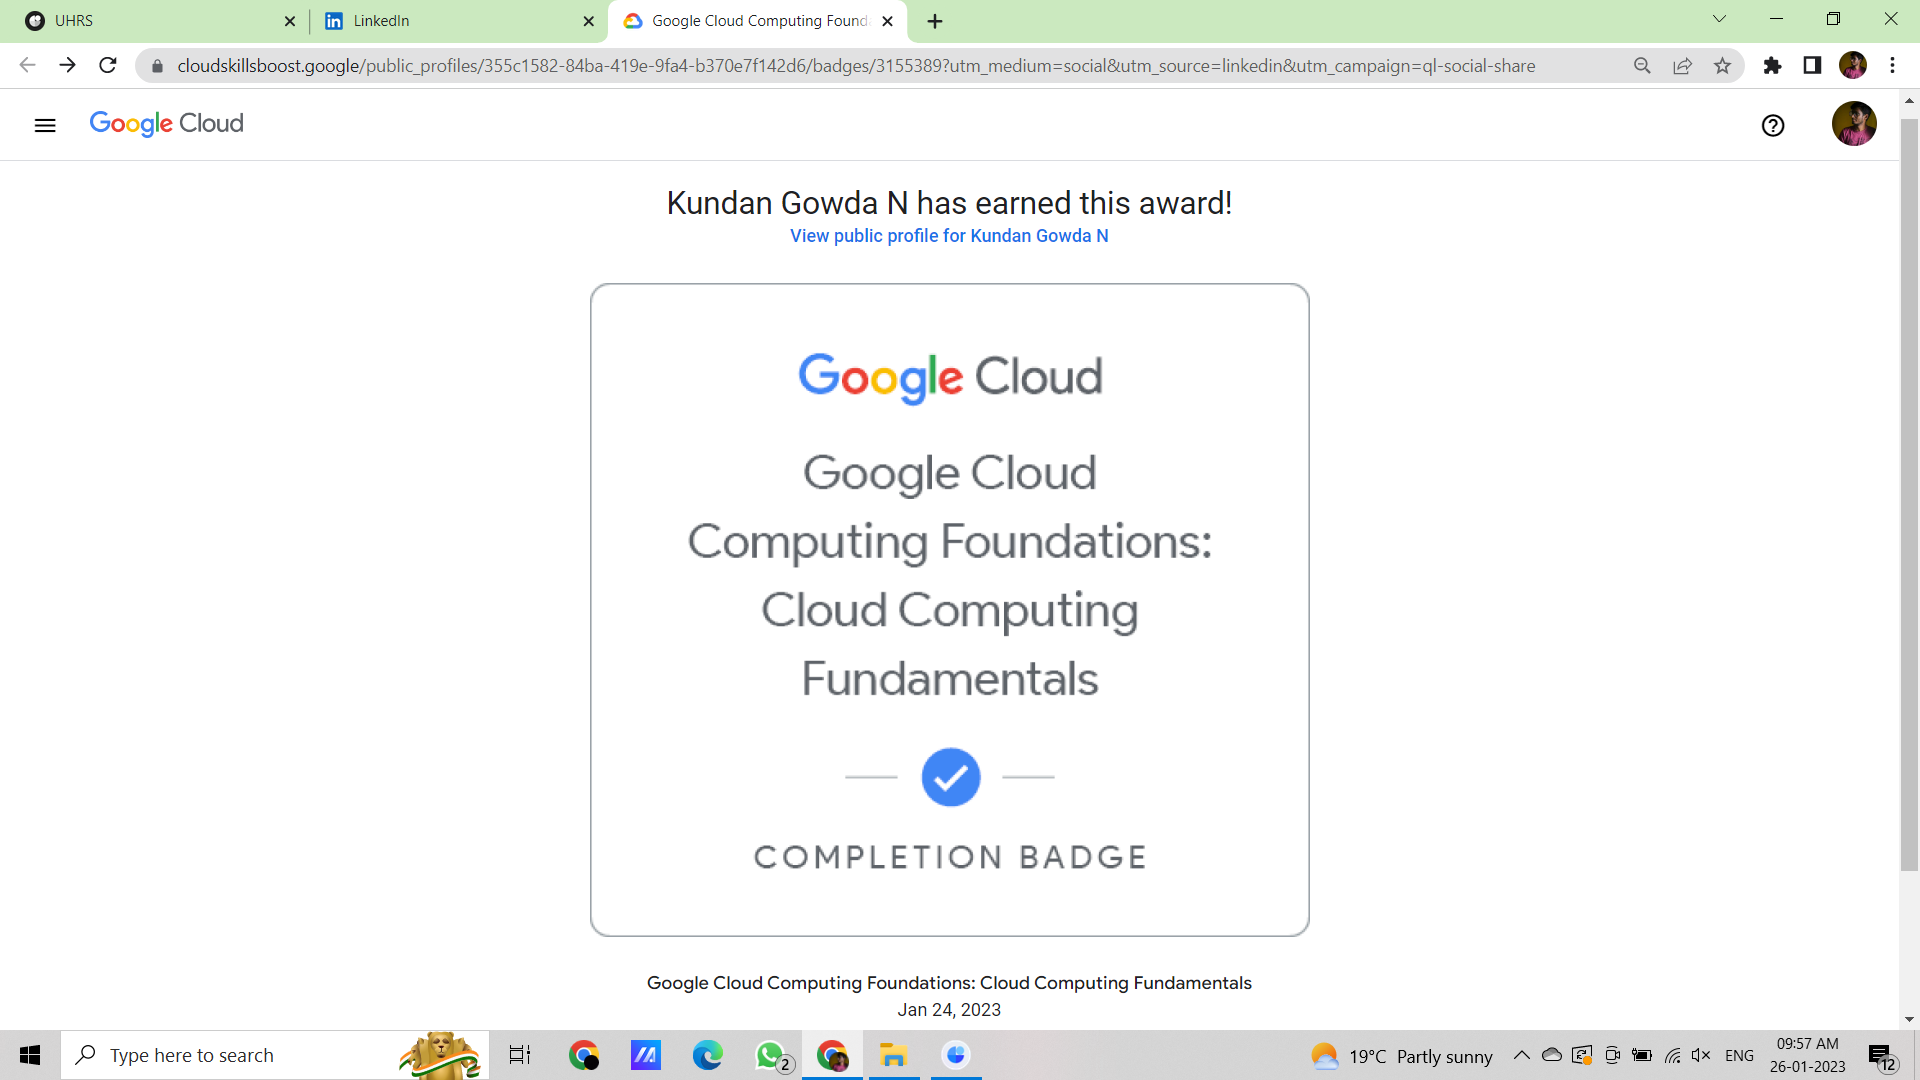 UHRS
LinkedIn
Google Cloud Computing Found
cloudskillsboost.google/public_profiles/355c1582-84ba-419e-9fa4-b370e7f142d6/badges/3155389?utm_medium=social&utm_source=linkedin&utm_campaign=ql-social-share
Google Cloud
Kundan Gowda N has earned this award!
View public profile for Kundan Gowda N
Google Cloud
Google Cloud
Computing Foundations:
Cloud Computing
Fundamentals
COMPLETION BADGE
Google Cloud Computing Foundations: Cloud Computing Fundamentals
Jan 24, 2023
Type here to search
2
19°C Partly sunny
ENG
09:57 AM
26-01-2023
12